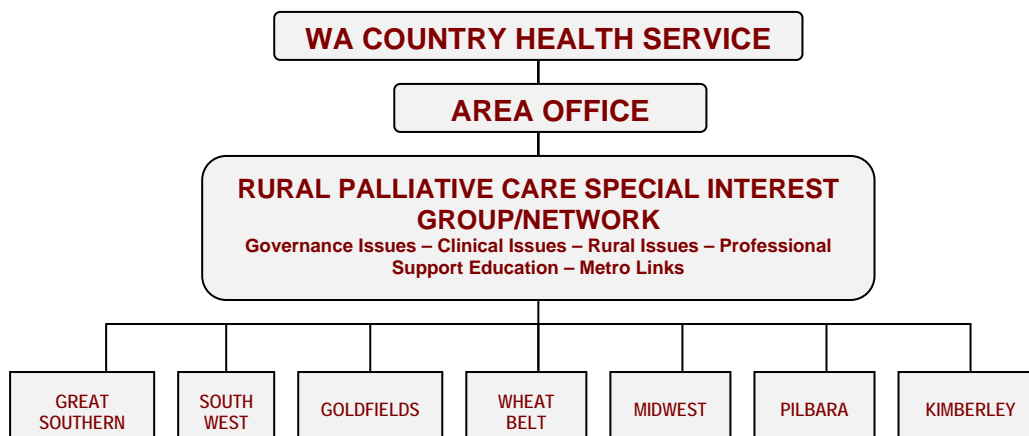 WA COUNTRY HEALTH SERVICE
AREA OFFICE
RURAL PALLIATIVE CARE SPECIAL INTEREST
GROUP/NETWORK
Governance Issues – Clinical Issues – Rural Issues – Professional
Support Education – Metro Links
GREAT
SOUTHERN
SOUTH
WEST
GOLDFIELDS
WHEAT
BELT
MIDWEST
PILBARA
KIMBERLEY